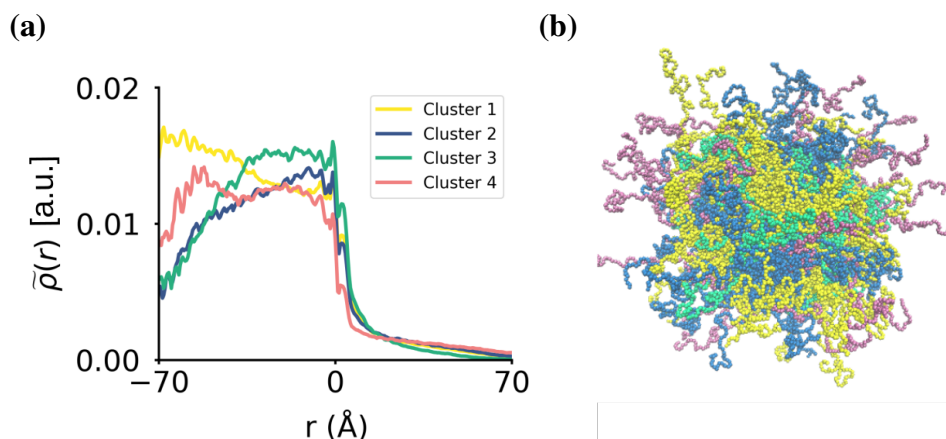 (a)
(b)
0.02
0.01
0.00
ρ̃(r) [a.u.]
Cluster 1
Cluster 2
Cluster 3
Cluster 4
−70
0
70
r (Å)